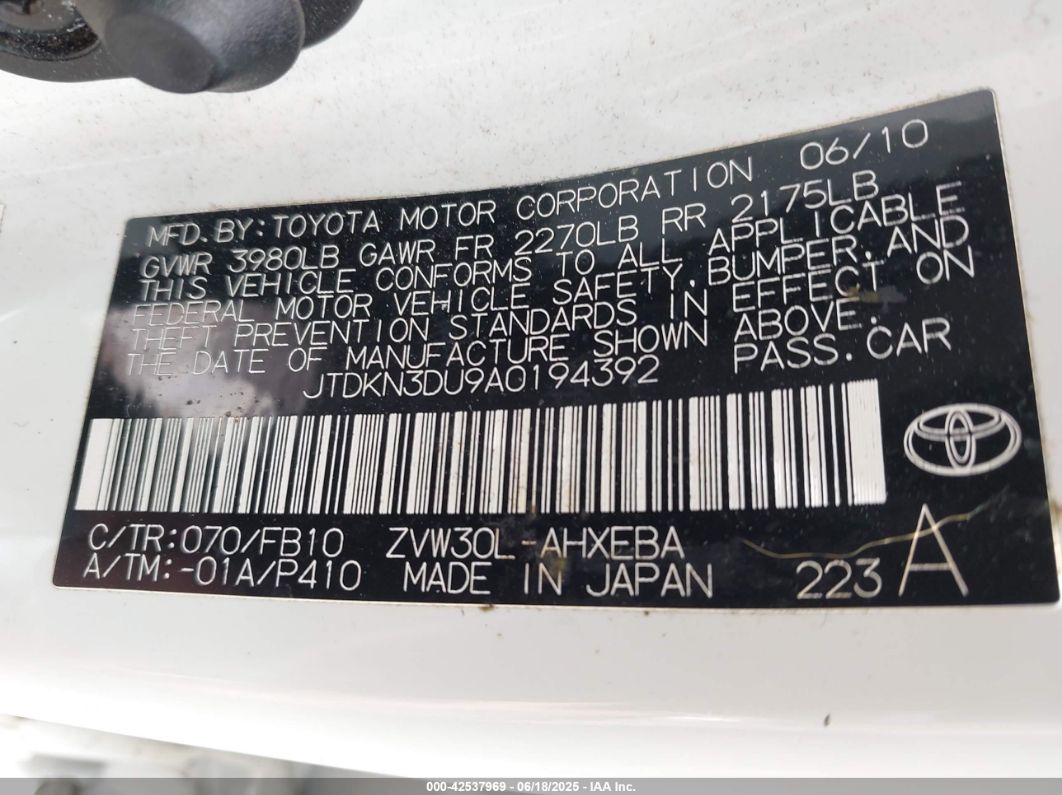 MFD. BY: TOYOTA MOTOR CORPORATION 06/10
GVWR 3980LB GAWR FR 2270LB RR 2175LB
THIS VEHICLE CONFORMS TO ALL APPLICABLE
FEDERAL MOTOR VEHICLE SAFETY, BUMPER, AND
THEFT PREVENTION STANDARDS IN EFFECT ON
THE DATE OF MANUFACTURE SHOWN ABOVE.
JTDKN3DU9A0194392 PASS. CAR
C/TR: 070/FB10 ZVW30L-AHXEBA
A/TM: -01A/P410 MADE IN JAPAN 223 A
000-42537969 - 06/18/2025 - IAA Inc.